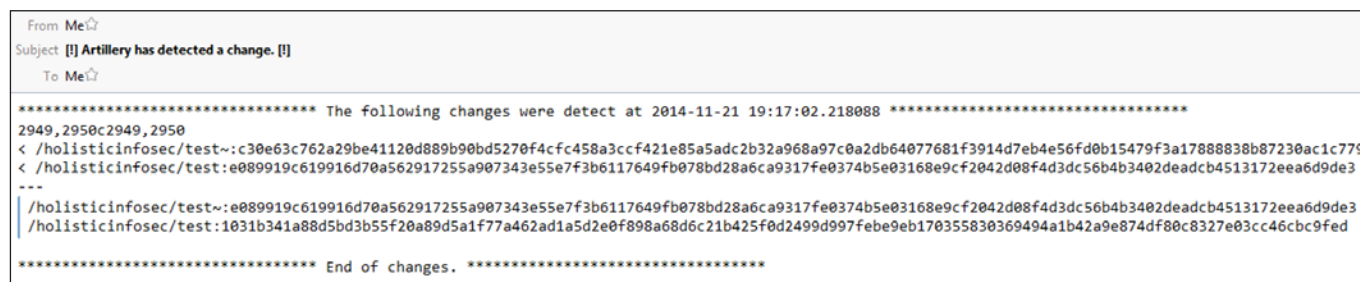 From Me
Subject [!] Artillery has detected a change. [!]
To Me
********************************** The following changes were detect at 2014-11-21 19:17:02.218088 **********************************
2949,2950c2949,2950
< /holisticinfosec/test~:c30e63c762a29be41120d889b90bd5270f4cfc458a3ccf421e85a5adc2b32a968a97c0a2db64077681f3914d7eb4e56fd0b15479f3a17888838b87230ac1c779
< /holisticinfosec/test:e089919c619916d70a562917255a907343e55e7f3b6117649fb078bd28a6ca9317fe0374b5e03168e9cf2042d08f4d3dc56b4b3402deadcb4513172eea6d9de3
---
/holisticinfosec/test~:e089919c619916d70a562917255a907343e55e7f3b6117649fb078bd28a6ca9317fe0374b5e03168e9cf2042d08f4d3dc56b4b3402deadcb4513172eea6d9de3
/holisticinfosec/test:1031b341a88d5bd3b55f20a89d5a1f77a462ad1a5d2e0f898a68d6c21b425f0d2499d997febe9eb170355830369494a1b42a9e874df80c8327e03cc46cbc9fed
********************************** End of changes. **********************************